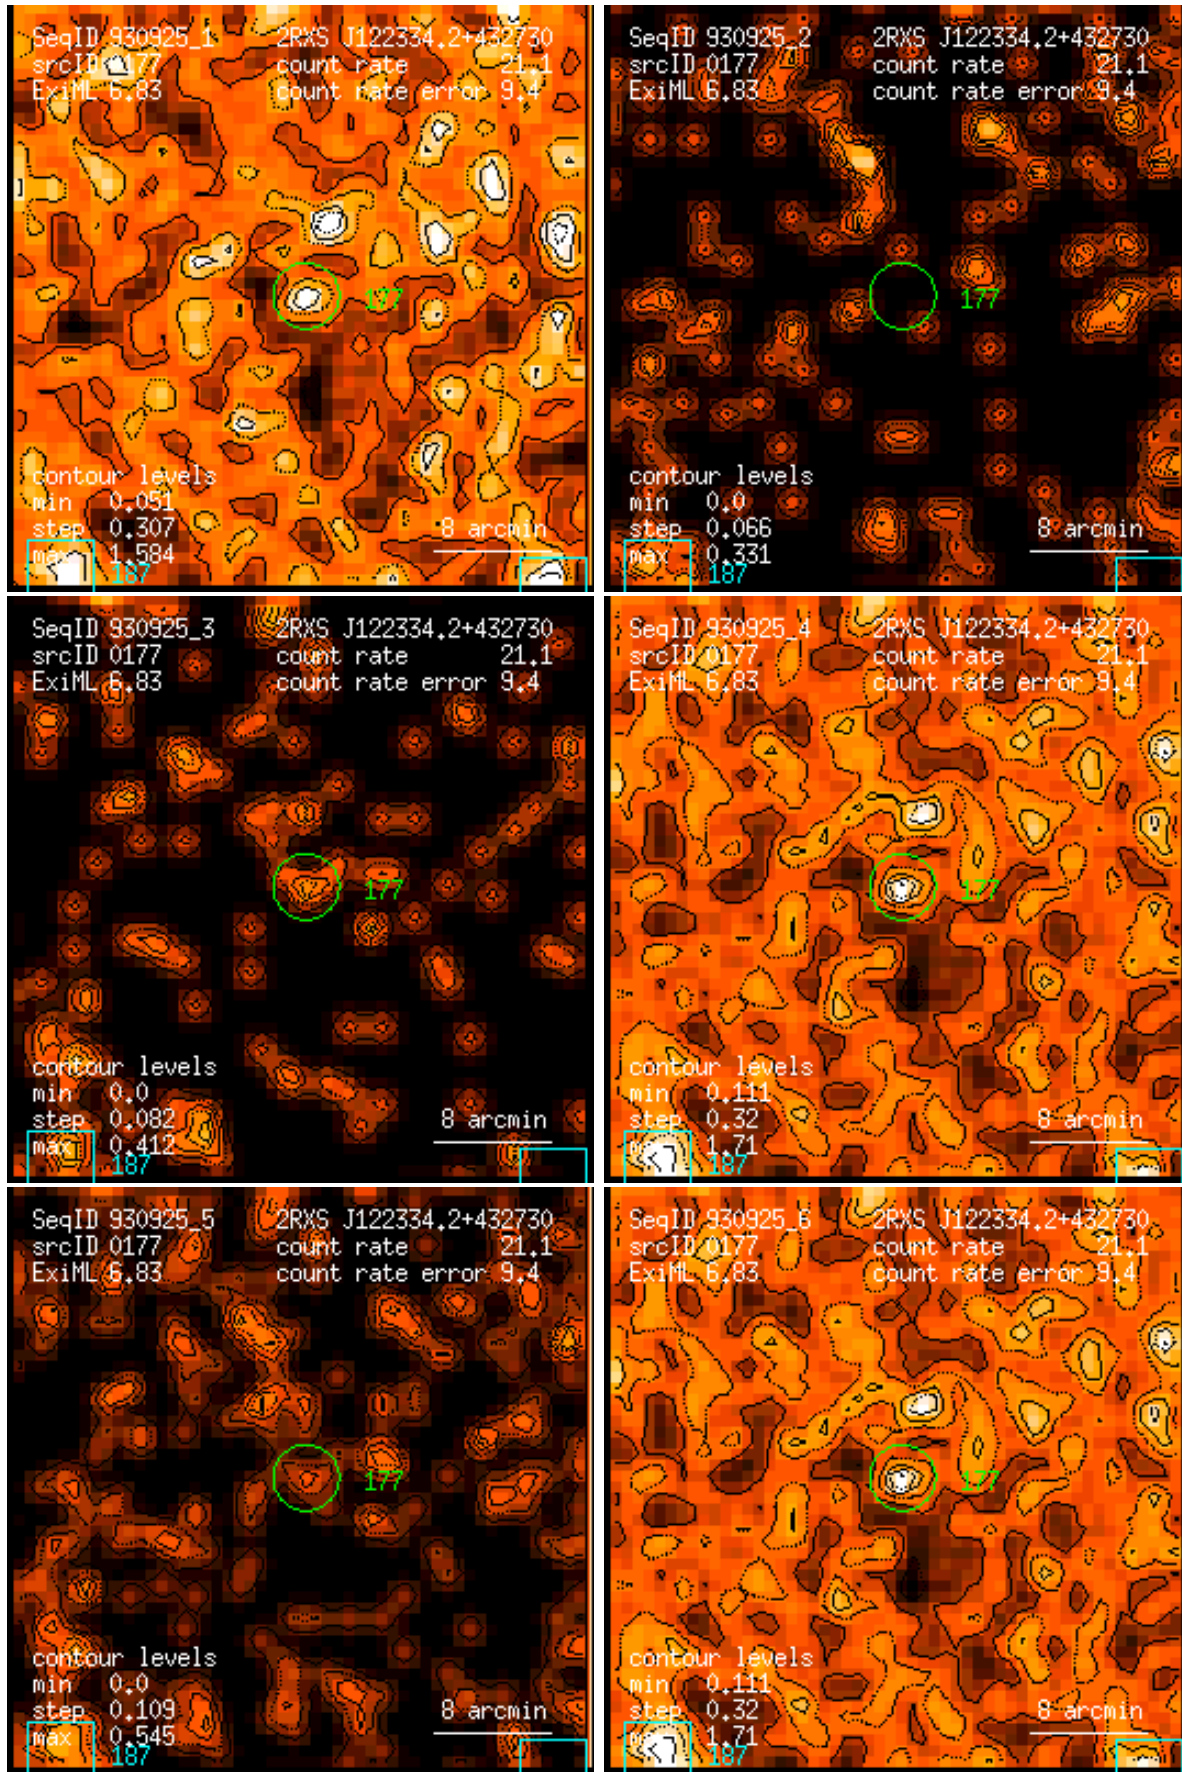 SeqID 930925_1 2RXS J122334.2+432730
srcID 0177 count rate 21.1
ExiML 6.83 count rate error 9.4
177
contour levels
min 0.051
step 0.307 8 arcmin
max 1.584
187
SeqID 930925_2 2RXS J122334.2+432730
srcID 0177 count rate 21.1
ExiML 6.83 count rate error 9.4
177
contour levels
min 0.0
step 0.066 8 arcmin
max 0.331
187
SeqID 930925_3 2RXS J122334.2+432730
srcID 0177 count rate 21.1
ExiML 6.83 count rate error 9.4
177
contour levels
min 0.0
step 0.082 8 arcmin
max 0.412
187
SeqID 930925_4 2RXS J122334.2+432730
srcID 0177 count rate 21.1
ExiML 6.83 count rate error 9.4
177
contour levels
min 0.111
step 0.32 8 arcmin
max 1.71
187
SeqID 930925_5 2RXS J122334.2+432730
srcID 0177 count rate 21.1
ExiML 6.83 count rate error 9.4
177
contour levels
min 0.0
step 0.109 8 arcmin
max 0.545
187
SeqID 930925_6 2RXS J122334.2+432730
srcID 0177 count rate 21.1
ExiML 6.83 count rate error 9.4
177
contour levels
min 0.111
step 0.32 8 arcmin
max 1.71
187